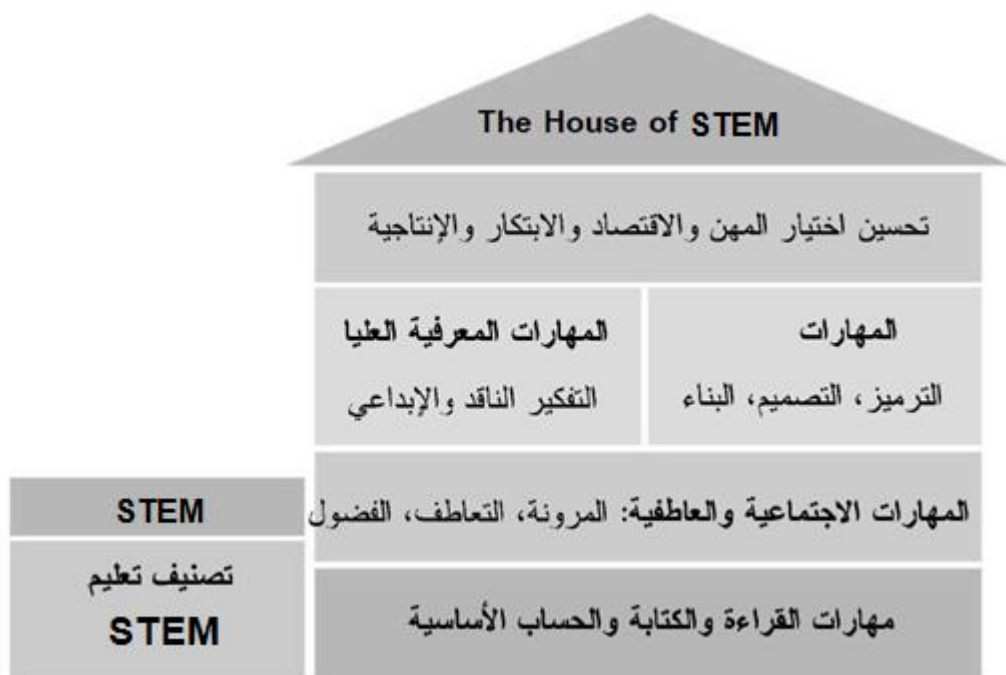 The House of STEM
تحسين اختيار المهن والاقتصاد والابتكار والإنتاجية
المهارات
الترميز، التصميم، البناء
المهارات المعرفية العليا
التفكير الناقد والإبداعي
المهارات الاجتماعية والعاطفية: المرونة، التعاطف، الفضول
مهارات القراءة والكتابة والحساب الأساسية
STEM
تصنيف تعليم
STEM